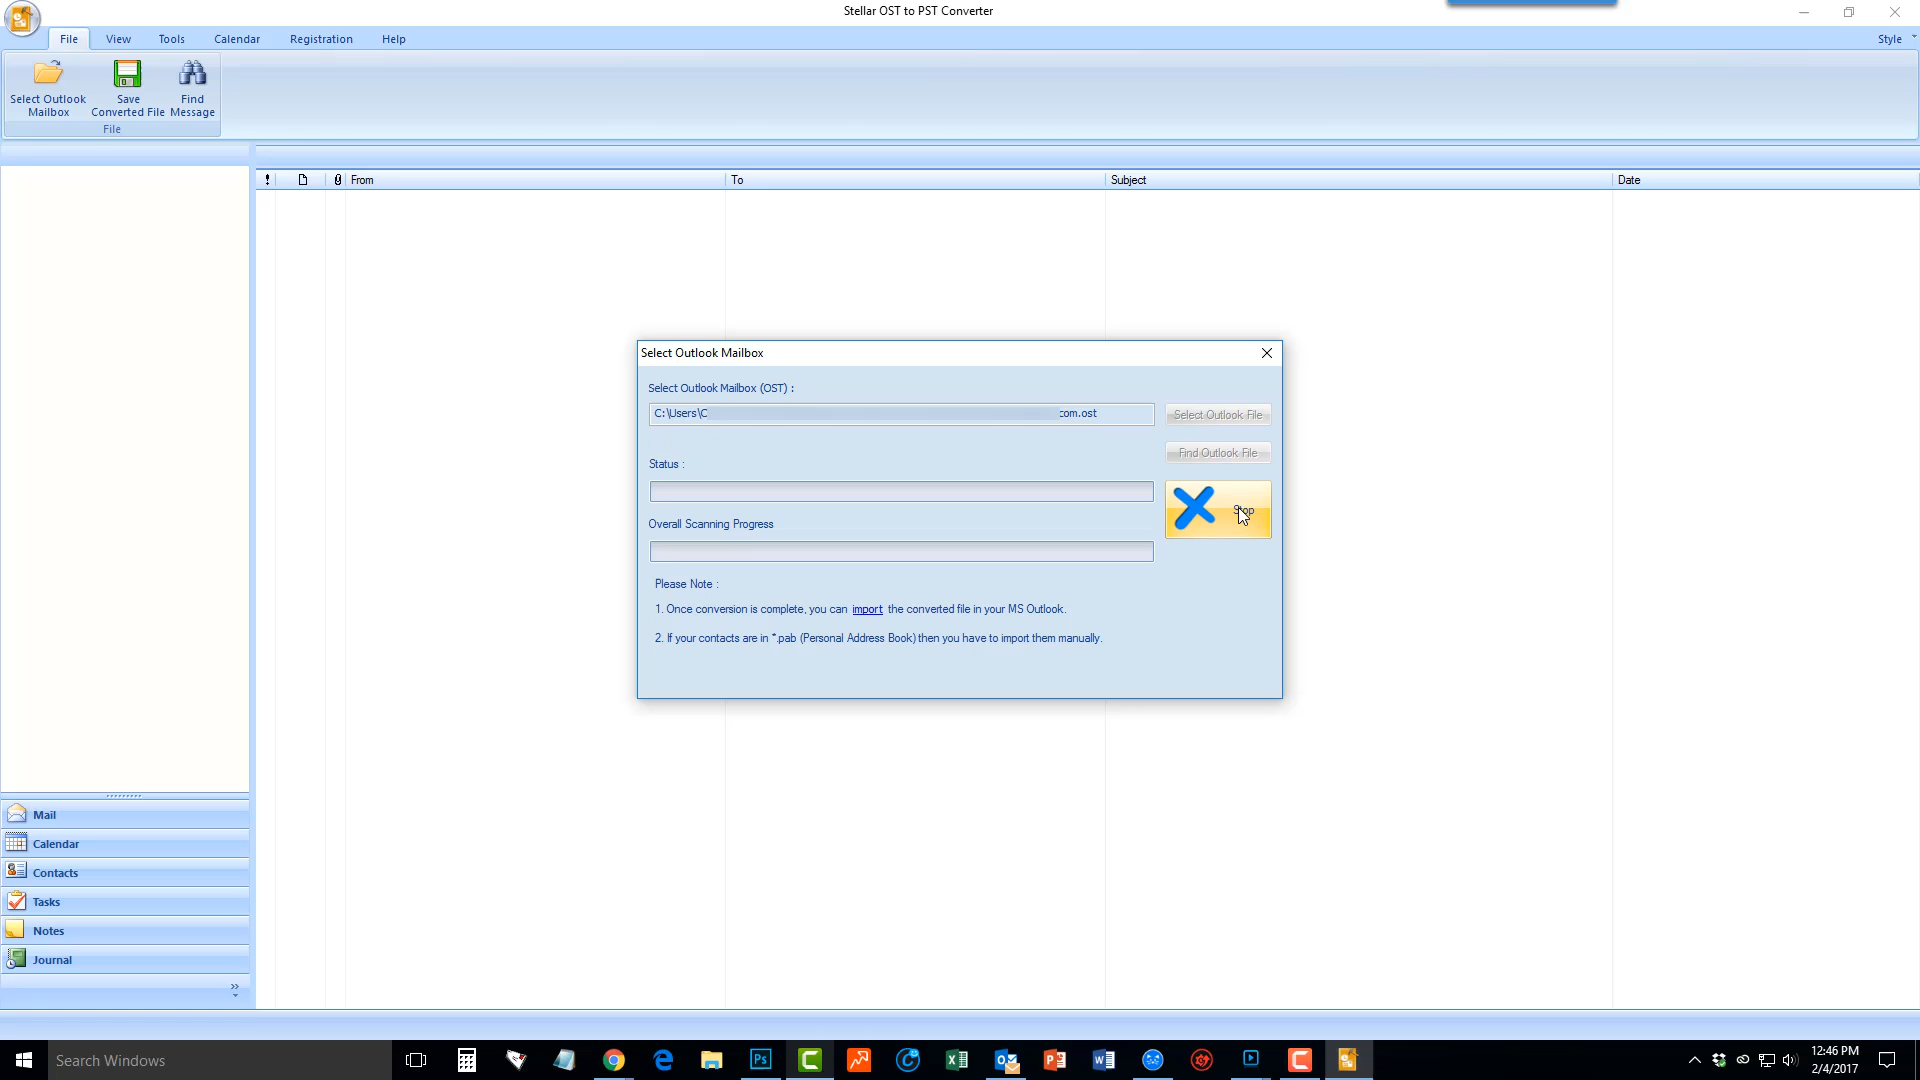 Stellar OST to PST Converter
File View Tools Calendar Registration Help Style
Select Outlook Mailbox
Save Converted File
Find Message
File
From To Subject Date
Select Outlook Mailbox
Select Outlook Mailbox (OST) :
C:\Users\C com.ost
Select Outlook File
Find Outlook File
Status :
Stop
Overall Scanning Progress
Please Note :
1. Once conversion is complete, you can import the converted file in your MS Outlook.
2. If your contacts are in *.pab (Personal Address Book) then you have to import them manually.
Mail
Calendar
Contacts
Tasks
Notes
Journal
Search Windows
12:46 PM
2/4/2017